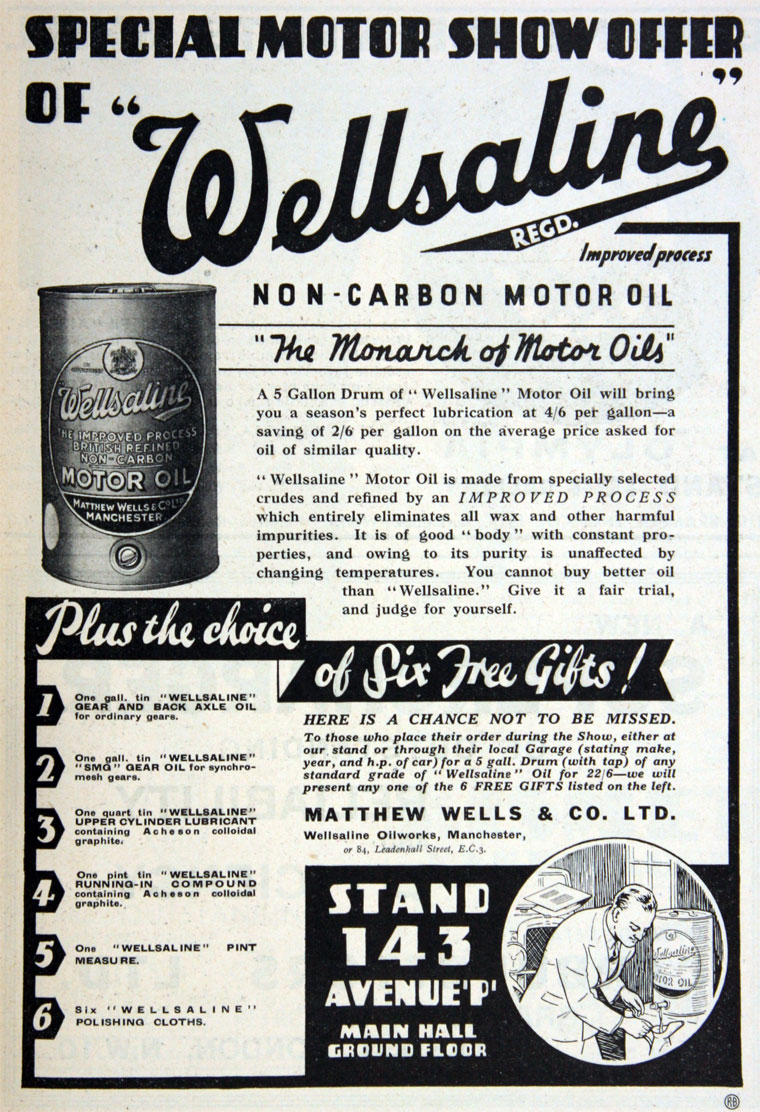 SPECIAL MOTOR SHOW OFFER
OF "Wellsaline"
REGD.
Improved process
NON-CARBON MOTOR OIL
"The Monarch of Motor Oils"
"Wellsaline"
THE IMPROVED PROCESS
BRITISH REFINED
NON-CARBON
MOTOR OIL
MATTHEW WELLS & CO LTD
MANCHESTER
A 5 Gallon Drum of "Wellsaline" Motor Oil will bring
you a season's perfect lubrication at 4/6 per gallon—a
saving of 2/6 per gallon on the average price asked for
oil of similar quality.
"Wellsaline" Motor Oil is made from specially selected
crudes and refined by an IMPROVED PROCESS
which entirely eliminates all wax and other harmful
impurities. It is of good "body" with constant pro-
perties, and owing to its purity is unaffected by
changing temperatures. You cannot buy better oil
than "Wellsaline." Give it a fair trial,
and judge for yourself.
Plus the choice
of Six Free Gifts!
1 One gall. tin "WELLSALINE"
GEAR AND BACK AXLE OIL
for ordinary gears.
2 One gall. tin "WELLSALINE"
"SMG" GEAR OIL for synchro-
mesh gears.
3 One quart tin "WELLSALINE"
UPPER CYLINDER LUBRICANT
containing Acheson colloidal
graphite.
4 One pint tin "WELLSALINE"
RUNNING-IN COMPOUND
containing Acheson colloidal
graphite.
5 One "WELLSALINE" PINT
MEASURE.
6 Six "WELLSALINE"
POLISHING CLOTHS.
HERE IS A CHANCE NOT TO BE MISSED.
To those who place their order during the Show, either at
our stand or through their local Garage (stating make,
year, and h.p. of car) for a 5 gall. Drum (with tap) of any
standard grade of "Wellsaline" Oil for 22/6—we will
present any one of the 6 FREE GIFTS listed on the left.
MATTHEW WELLS & CO. LTD.
Wellsaline Oilworks, Manchester,
or 84, Leadenhall Street, E.C.3.
STAND
143
AVENUE 'P'
MAIN HALL
GROUND FLOOR
Wellsaline
MOTOR OIL
RB